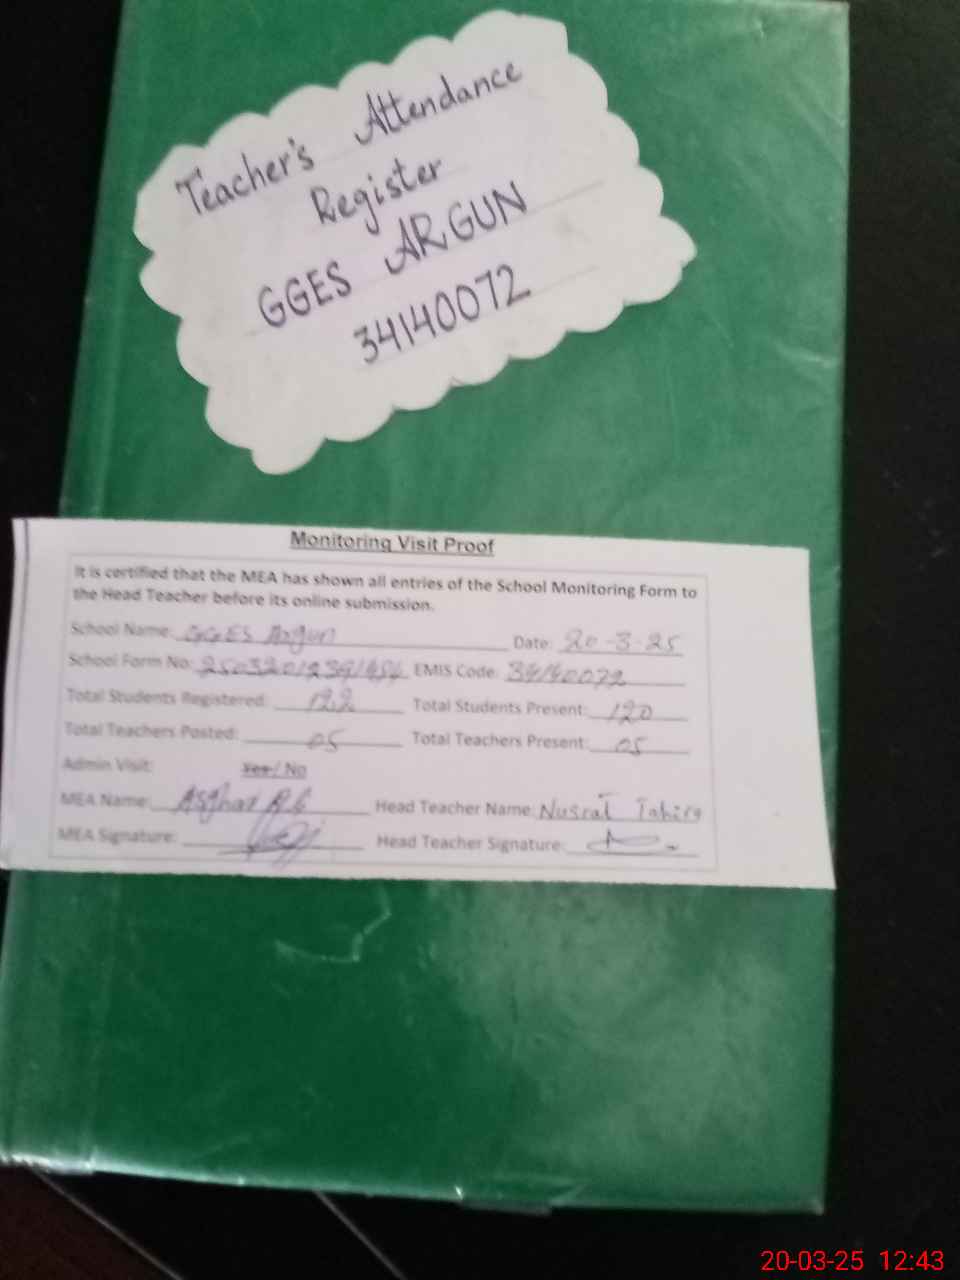 Teacher's Attendance
Register
GGES ARGUN
34140072
Monitoring Visit Proof
It is certified that the MEA has shown all entries of the School Monitoring Form to
the Head Teacher before its online submission.
School Name: GGES Argun Date: 20-3-25
School Form No: EMIS Code: 34140072
Total Students Registered: 122 Total Students Present: 120
Total Teachers Posted: 05 Total Teachers Present: 05
Admin Visit: Yes / No
MEA Name: Asghar Ali Head Teacher Name: Nusrat Tahira
MEA Signature: Head Teacher Signature:
20-03-25 12:43